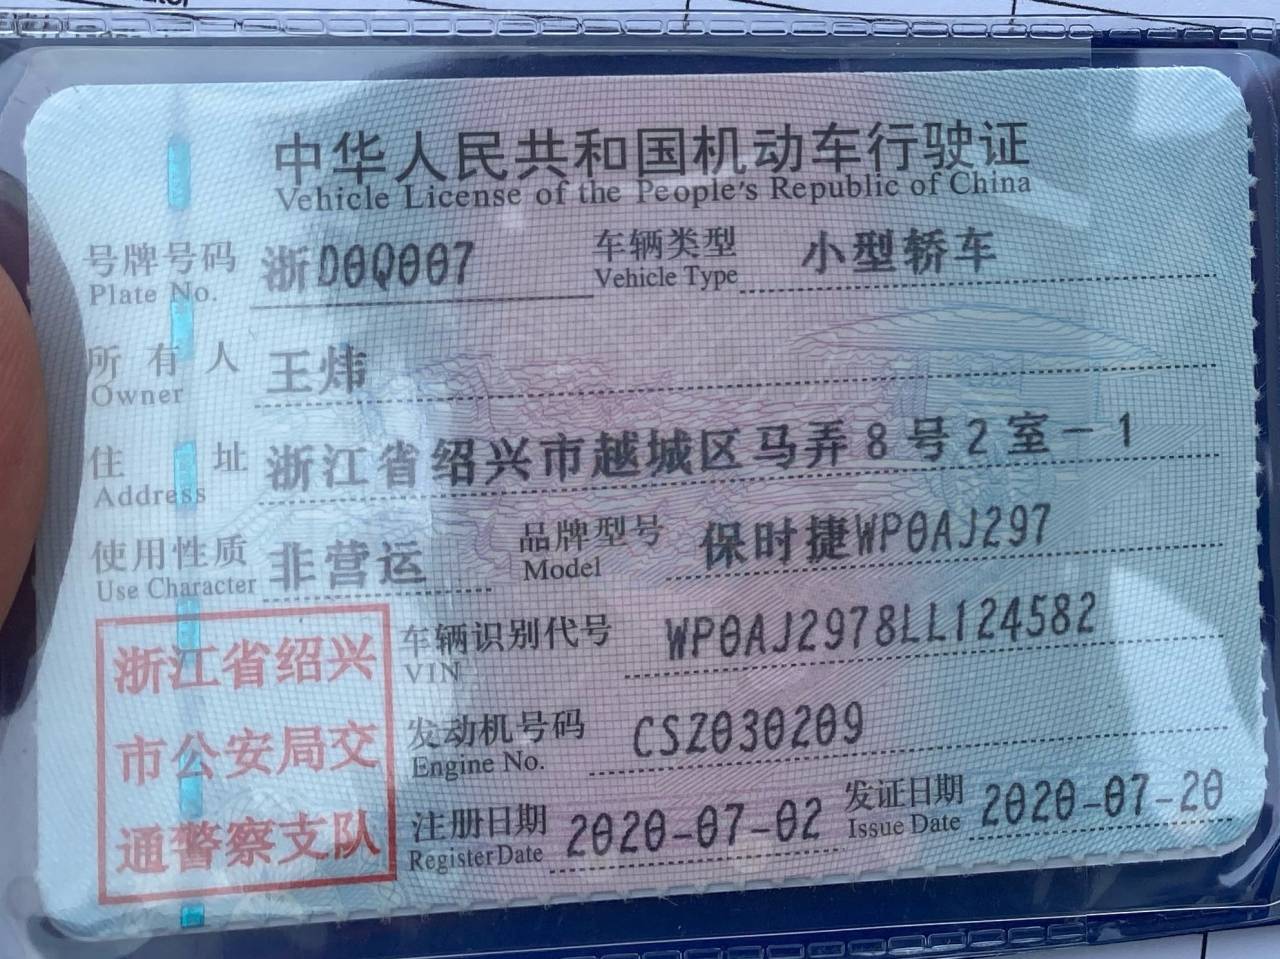 中华人民共和国机动车行驶证
Vehicle License of the People's Republic of China
号牌号码 浙D0Q007 车辆类型 小型轿车
Plate No. Vehicle Type
所有人 王炜
Owner
住址 浙江省绍兴市越城区马弄8号2室－1
Address
使用性质 非营运 品牌型号 保时捷WP0AJ297
Use Character Model
车辆识别代号 WP0AJ2978LL124582
VIN
发动机号码 CSZ030209
Engine No.
注册日期 2020-07-02 发证日期 2020-07-20
Register Date Issue Date
浙江省绍兴
市公安局交
通警察支队